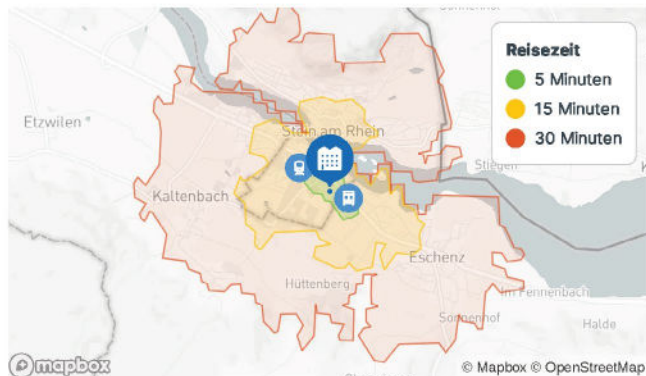 Reisezeit
5 Minuten
15 Minuten
30 Minuten
Etzwilen
Stein am Rhein
Stiegen
Kaltenbach
Eschenz
Hüttenberg
Im Fennenbach
Sonnenhof
Halde
mapbox
© Mapbox © OpenStreetMap